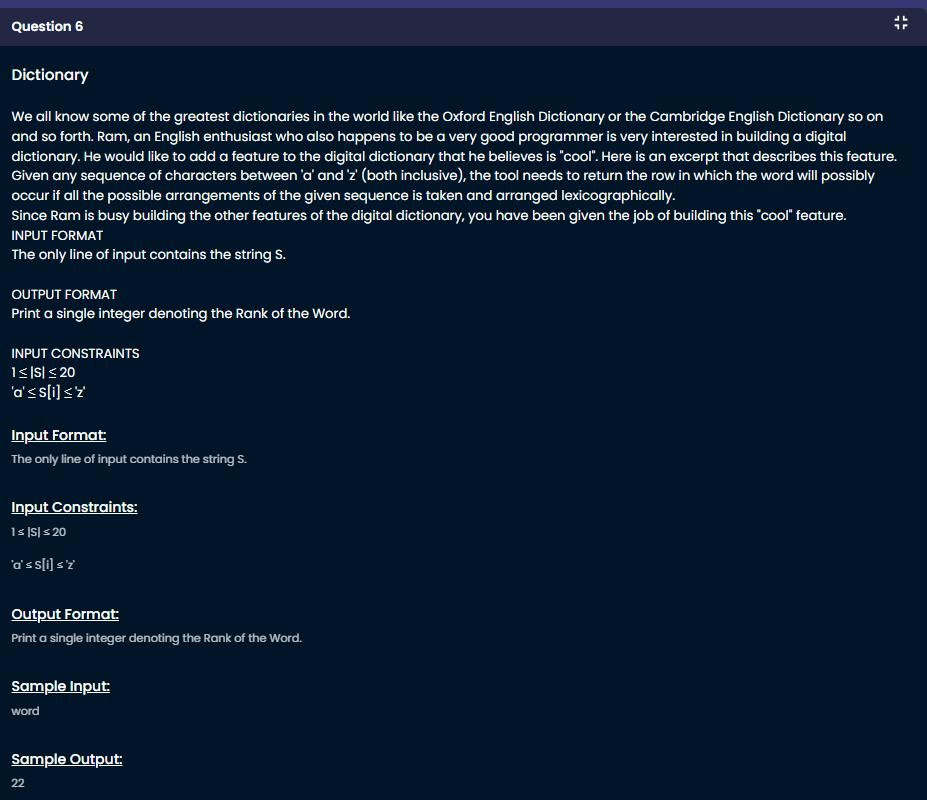 Question 6
Dictionary
We all know some of the greatest dictionaries in the world like the Oxford English Dictionary or the Cambridge English Dictionary so on
and so forth. Ram, an English enthusiast who also happens to be a very good programmer is very interested in building a digital
dictionary. He would like to add a feature to the digital dictionary that he believes is "cool". Here is an excerpt that describes this feature.
Given any sequence of characters between 'a' and 'z' (both inclusive), the tool needs to return the row in which the word will possibly
occur if all the possible arrangements of the given sequence is taken and arranged lexicographically.
Since Ram is busy building the other features of the digital dictionary, you have been given the job of building this "cool" feature.
INPUT FORMAT
The only line of input contains the string S.
OUTPUT FORMAT
Print a single integer denoting the Rank of the Word.
INPUT CONSTRAINTS
1 ≤ |S| ≤ 20
'a' ≤ S[i] ≤ 'z'
Input Format:
The only line of input contains the string S.
Input Constraints:
1 ≤ |S| ≤ 20
'a' ≤ S[i] ≤ 'z'
Output Format:
Print a single integer denoting the Rank of the Word.
Sample Input:
word
Sample Output:
22